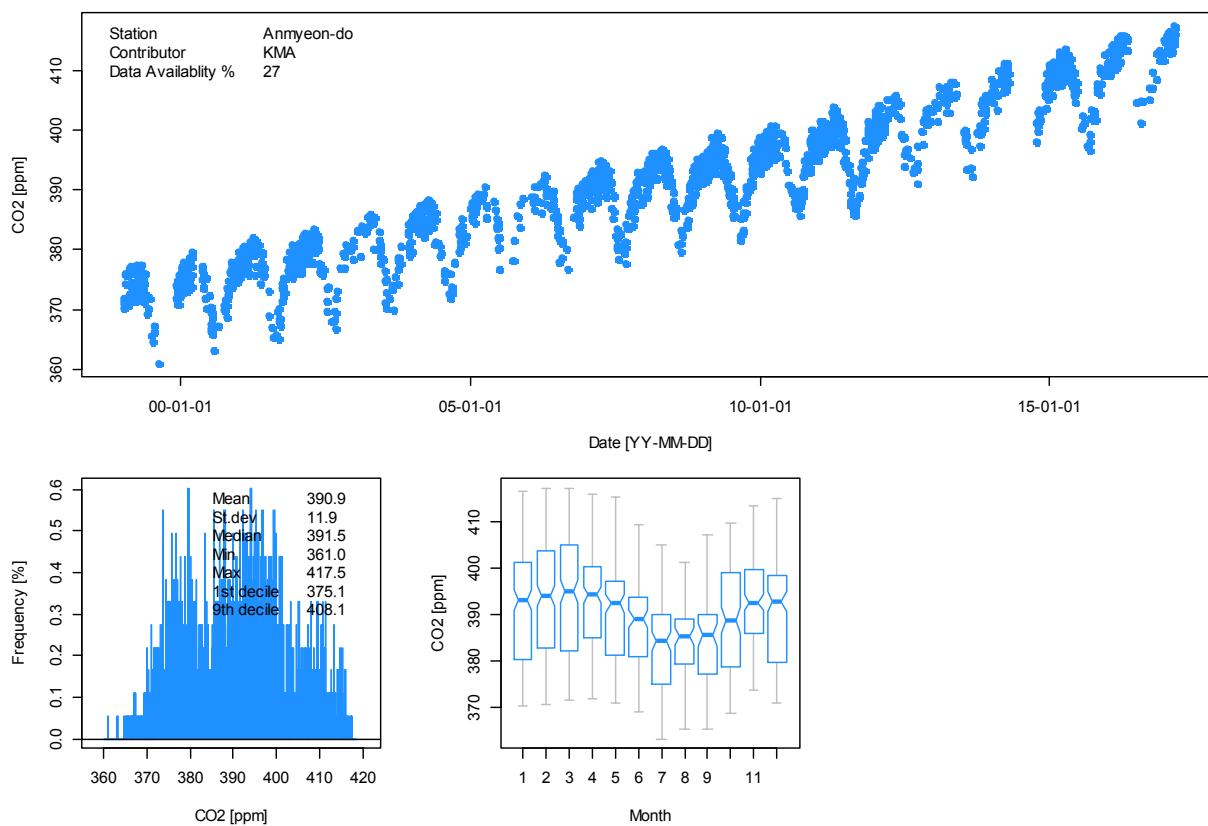 Station Anmyeon-do
Contributor KMA
Data Availablity % 27
CO2 [ppm]
410
400
390
380
370
360
00-01-01 05-01-01 10-01-01 15-01-01
Date [YY-MM-DD]
Frequency [%]
0.6
0.5
0.4
0.3
0.2
0.1
0.0
Mean 390.9
St.dev 11.9
Median 391.5
Min 361.0
Max 417.5
1st decile 375.1
9th decile 408.1
360 370 380 390 400 410 420
CO2 [ppm]
CO2 [ppm]
410
400
390
380
370
1 2 3 4 5 6 7 8 9 11
Month